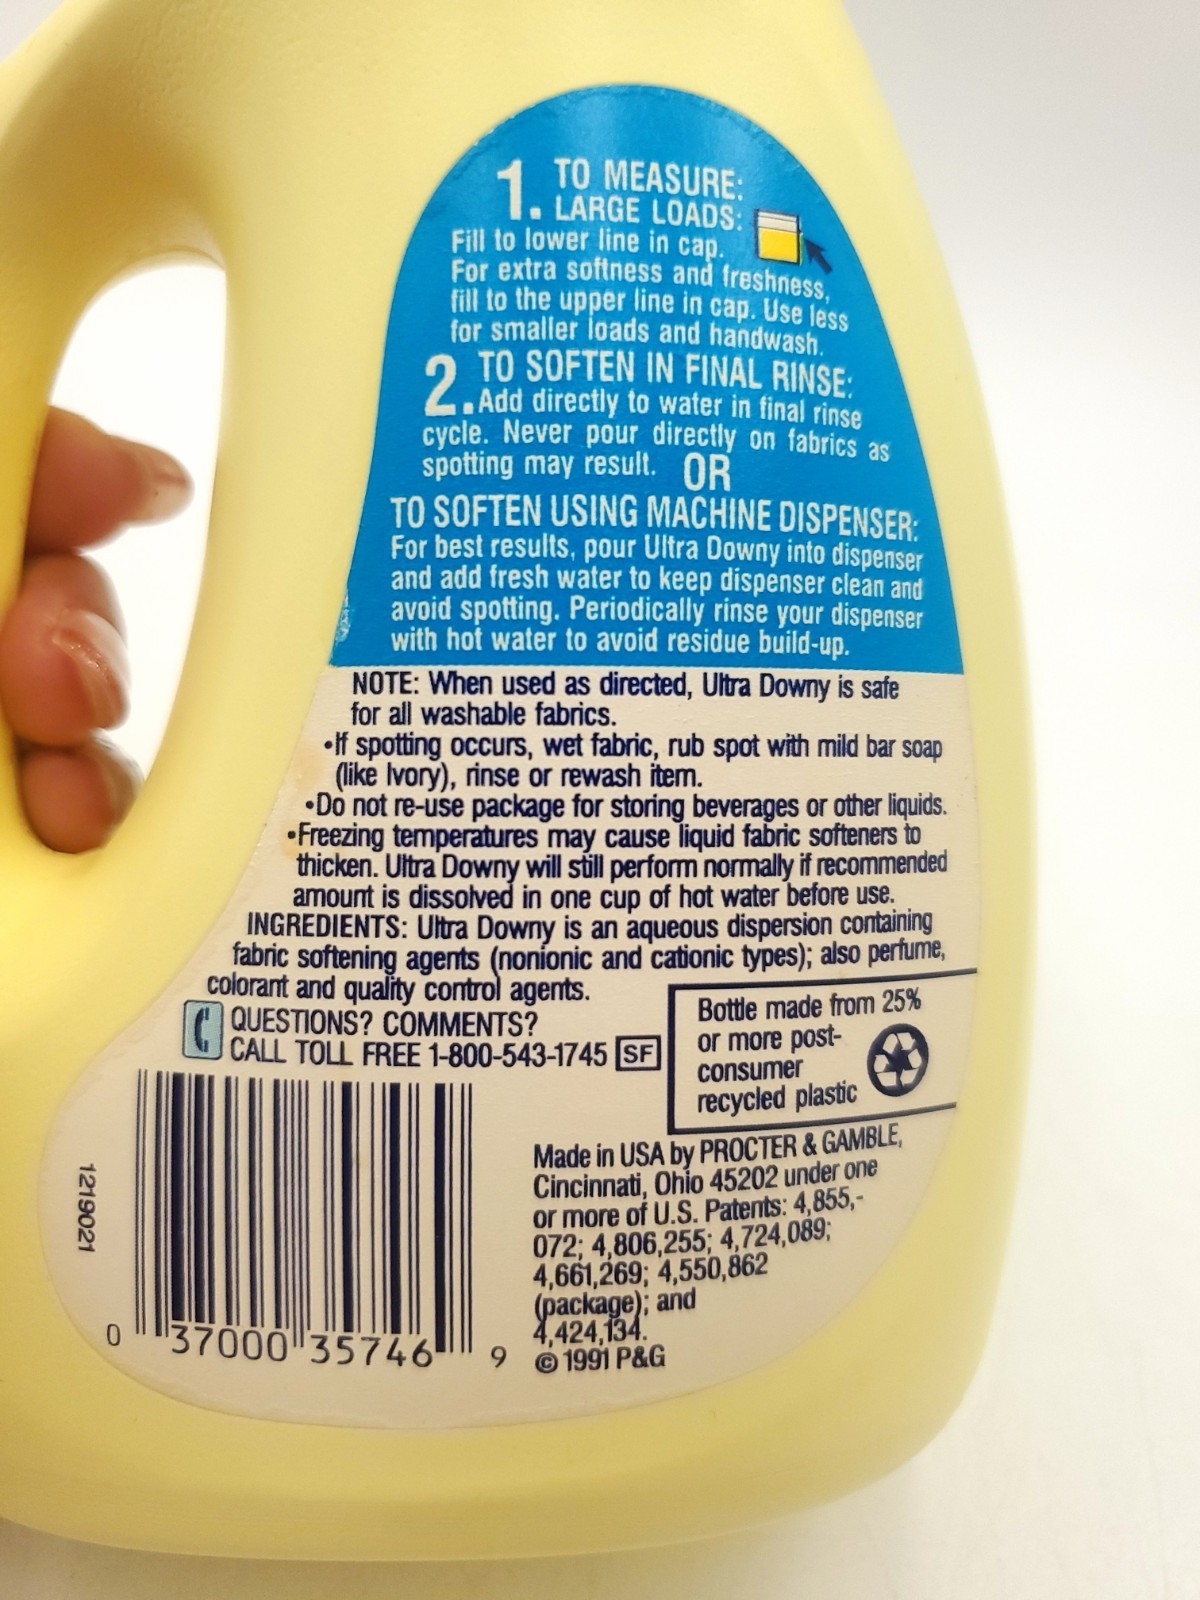 1. TO MEASURE:
LARGE LOADS:
Fill to lower line in cap.
For extra softness and freshness,
fill to the upper line in cap. Use less
for smaller loads and handwash.
2. TO SOFTEN IN FINAL RINSE:
Add directly to water in final rinse
cycle. Never pour directly on fabrics as
spotting may result. OR
TO SOFTEN USING MACHINE DISPENSER:
For best results, pour Ultra Downy into dispenser
and add fresh water to keep dispenser clean and
avoid spotting. Periodically rinse your dispenser
with hot water to avoid residue build-up.
NOTE: When used as directed, Ultra Downy is safe
for all washable fabrics.
•If spotting occurs, wet fabric, rub spot with mild bar soap
(like Ivory), rinse or rewash item.
•Do not re-use package for storing beverages or other liquids.
•Freezing temperatures may cause liquid fabric softeners to
thicken. Ultra Downy will still perform normally if recommended
amount is dissolved in one cup of hot water before use.
INGREDIENTS: Ultra Downy is an aqueous dispersion containing
fabric softening agents (nonionic and cationic types); also perfume,
colorant and quality control agents.
QUESTIONS? COMMENTS?
CALL TOLL FREE 1-800-543-1745 SF
Bottle made from 25%
or more post-
consumer
recycled plastic
Made in USA by PROCTER & GAMBLE,
Cincinnati, Ohio 45202 under one
or more of U.S. Patents: 4,855,-
072; 4,806,255; 4,724,089;
4,661,269; 4,550,862
(package); and
4,424,134.
© 1991 P&G
1219021
0 37000 35746 9